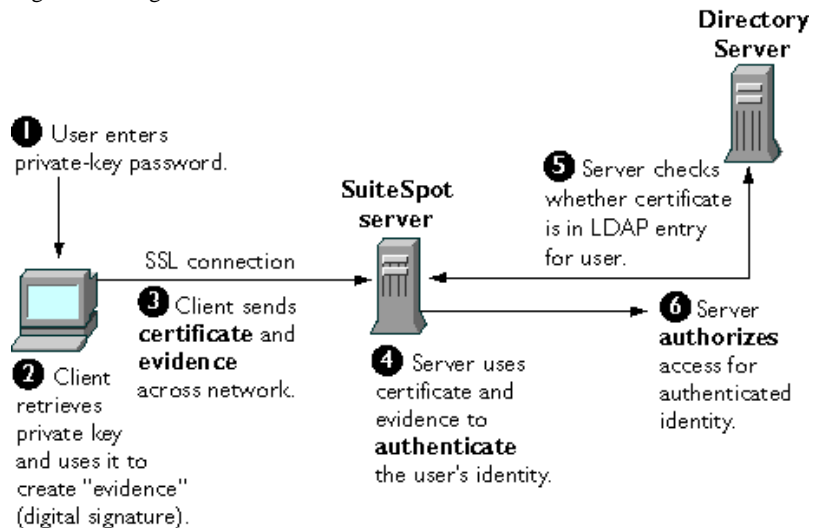 Directory
Server
1 User enters
private-key password.
SuiteSpot
server
5 Server checks
whether certificate
is in LDAP entry
for user.
SSL connection
3 Client sends
certificate and
evidence
across network.
2 Client
retrieves
private key
and uses it to
create "evidence"
(digital signature).
4 Server uses
certificate and
evidence to
authenticate
the user's identity.
6 Server
authorizes
access for
authenticated
identity.